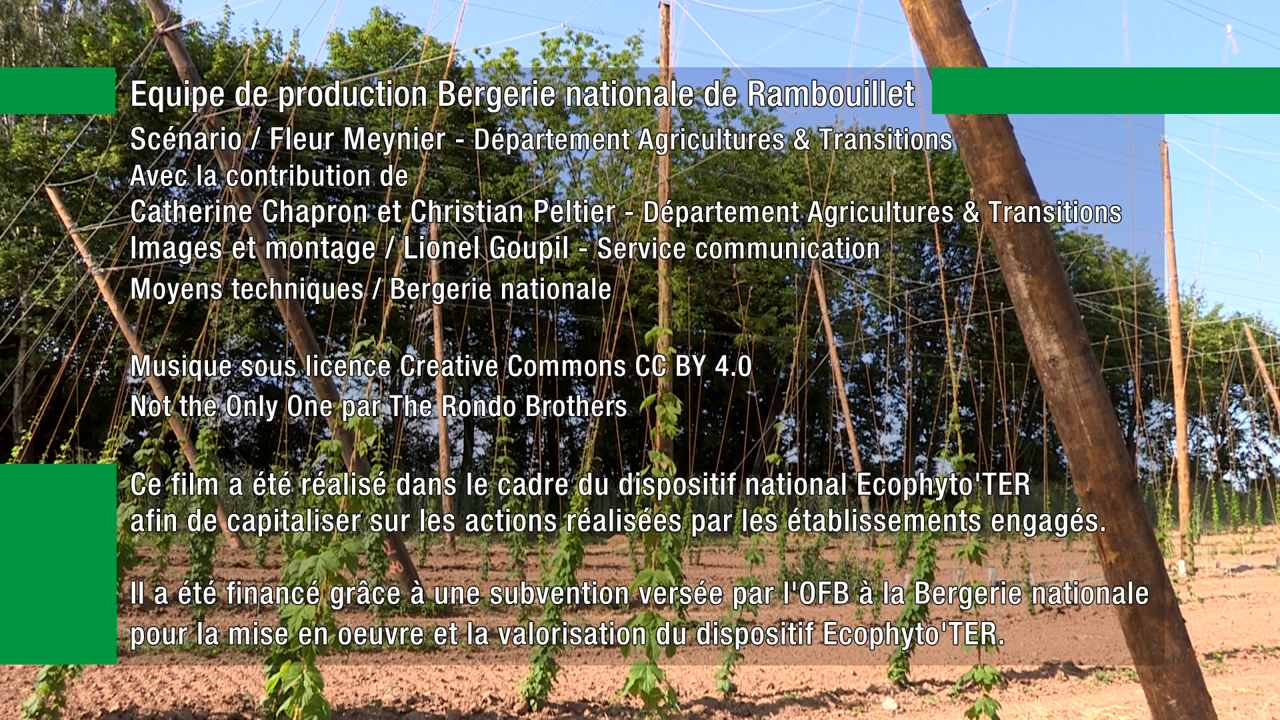 Equipe de production Bergerie nationale de Rambouillet
Scénario / Fleur Meynier - Département Agricultures & Transitions
Avec la contribution de
Catherine Chapron et Christian Peltier - Département Agricultures & Transitions
Images et montage / Lionel Goupil - Service communication
Moyens techniques / Bergerie nationale
Musique sous licence Creative Commons CC BY 4.0
Not the Only One par The Rondo Brothers
Ce film a été réalisé dans le cadre du dispositif national Ecophyto'TER
afin de capitaliser sur les actions réalisées par les établissements engagés.
Il a été financé grâce à une subvention versée par l'OFB à la Bergerie nationale
pour la mise en oeuvre et la valorisation du dispositif Ecophyto'TER.